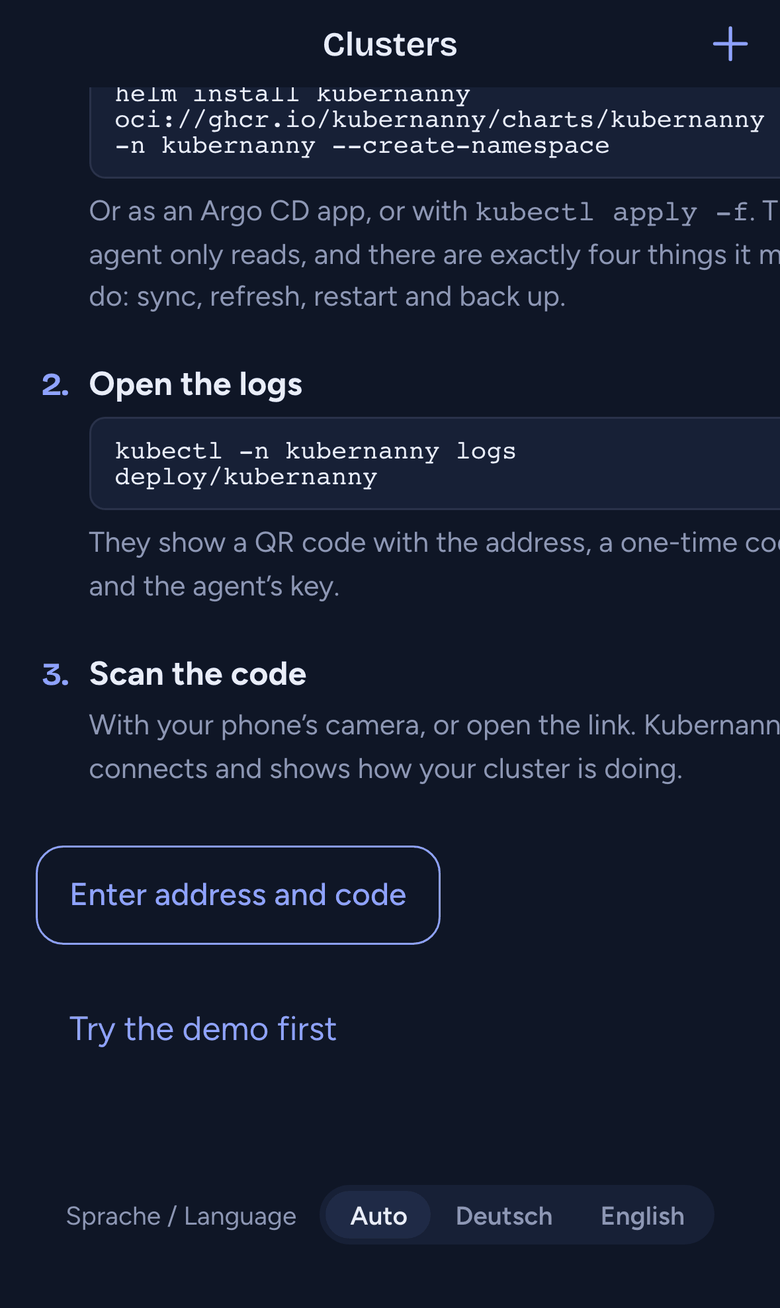 Clusters
helm install kubernanny
oci://ghcr.io/kubernanny/charts/kubernanny
-n kubernanny --create-namespace
Or as an Argo CD app, or with kubectl apply -f.
agent only reads, and there are exactly four things it
do: sync, refresh, restart and back up.
2. Open the logs
kubectl -n kubernanny logs
deploy/kubernanny
They show a QR code with the address, a one-time
and the agent’s key.
3. Scan the code
With your phone’s camera, or open the link.
connects and shows how your cluster is doing.
Enter address and code
Try the demo first
Sprache / Language
Auto
Deutsch
English